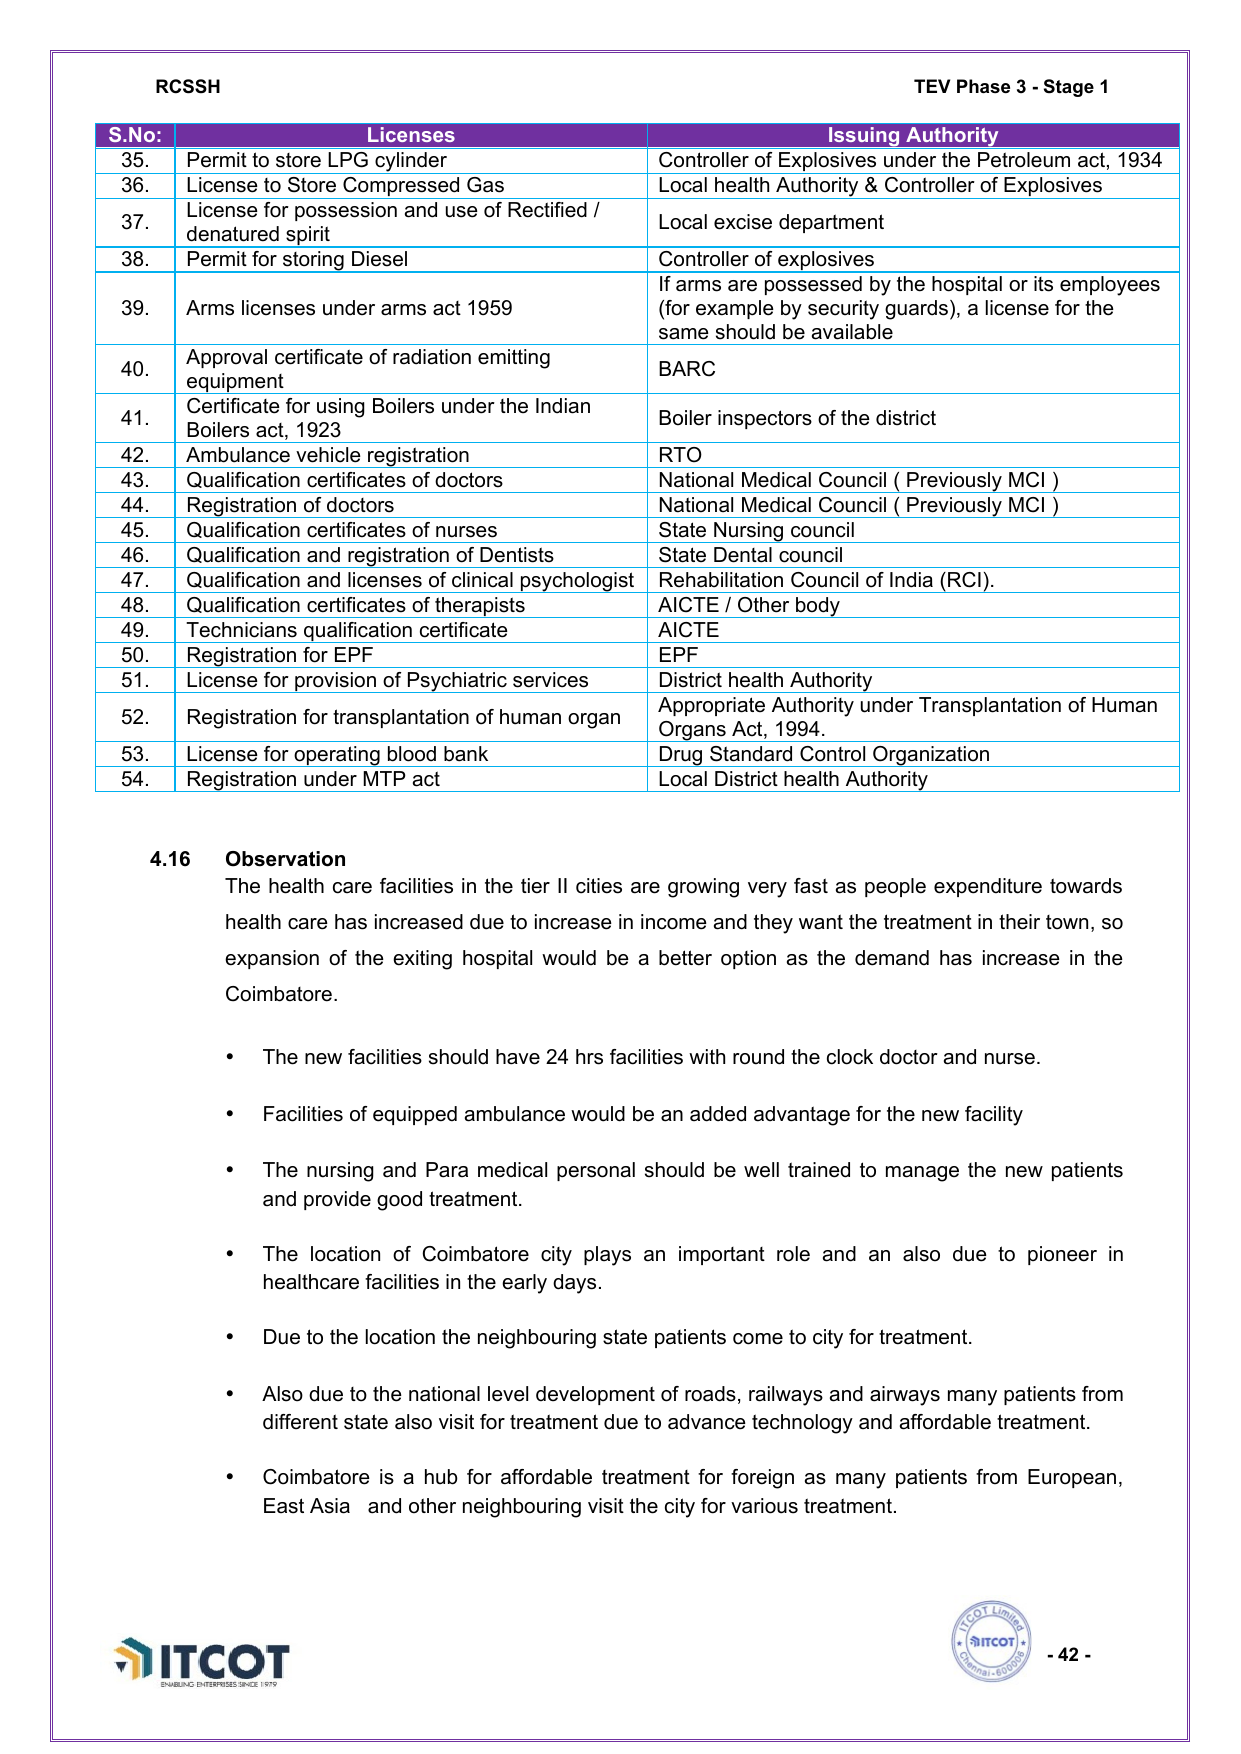 RCSSH TEV Phase 3 - Stage 1
S.No: Licenses Issuing Authority
35. Permit to store LPG cylinder Controller of Explosives under the Petroleum act, 1934
36. License to Store Compressed Gas Local health Authority & Controller of Explosives
37. License for possession and use of Rectified /
denatured spirit Local excise department
38. Permit for storing Diesel Controller of explosives
39. Arms licenses under arms act 1959 If arms are possessed by the hospital or its employees
(for example by security guards), a license for the
same should be available
40. Approval certificate of radiation emitting
equipment BARC
41. Certificate for using Boilers under the Indian
Boilers act, 1923 Boiler inspectors of the district
42. Ambulance vehicle registration RTO
43. Qualification certificates of doctors National Medical Council ( Previously MCI )
44. Registration of doctors National Medical Council ( Previously MCI )
45. Qualification certificates of nurses State Nursing council
46. Qualification and registration of Dentists State Dental council
47. Qualification and licenses of clinical psychologist Rehabilitation Council of India (RCI).
48. Qualification certificates of therapists AICTE / Other body
49. Technicians qualification certificate AICTE
50. Registration for EPF EPF
51. License for provision of Psychiatric services District health Authority
52. Registration for transplantation of human organ Appropriate Authority under Transplantation of Human
Organs Act, 1994.
53. License for operating blood bank Drug Standard Control Organization
54. Registration under MTP act Local District health Authority
4.16 Observation
The health care facilities in the tier II cities are growing very fast as people expenditure towards
health care has increased due to increase in income and they want the treatment in their town, so
expansion of the exiting hospital would be a better option as the demand has increase in the
Coimbatore.
• The new facilities should have 24 hrs facilities with round the clock doctor and nurse.
• Facilities of equipped ambulance would be an added advantage for the new facility
• The nursing and Para medical personal should be well trained to manage the new patients
and provide good treatment.
• The location of Coimbatore city plays an important role and an also due to pioneer in
healthcare facilities in the early days.
• Due to the location the neighbouring state patients come to city for treatment.
• Also due to the national level development of roads, railways and airways many patients from
different state also visit for treatment due to advance technology and affordable treatment.
• Coimbatore is a hub for affordable treatment for foreign as many patients from European,
East Asia and other neighbouring visit the city for various treatment.
ITCOT
ENABLING ENTERPRISES SINCE 1979
ITCOT Limited
ITCOT
Chennai-600006
- 42 -